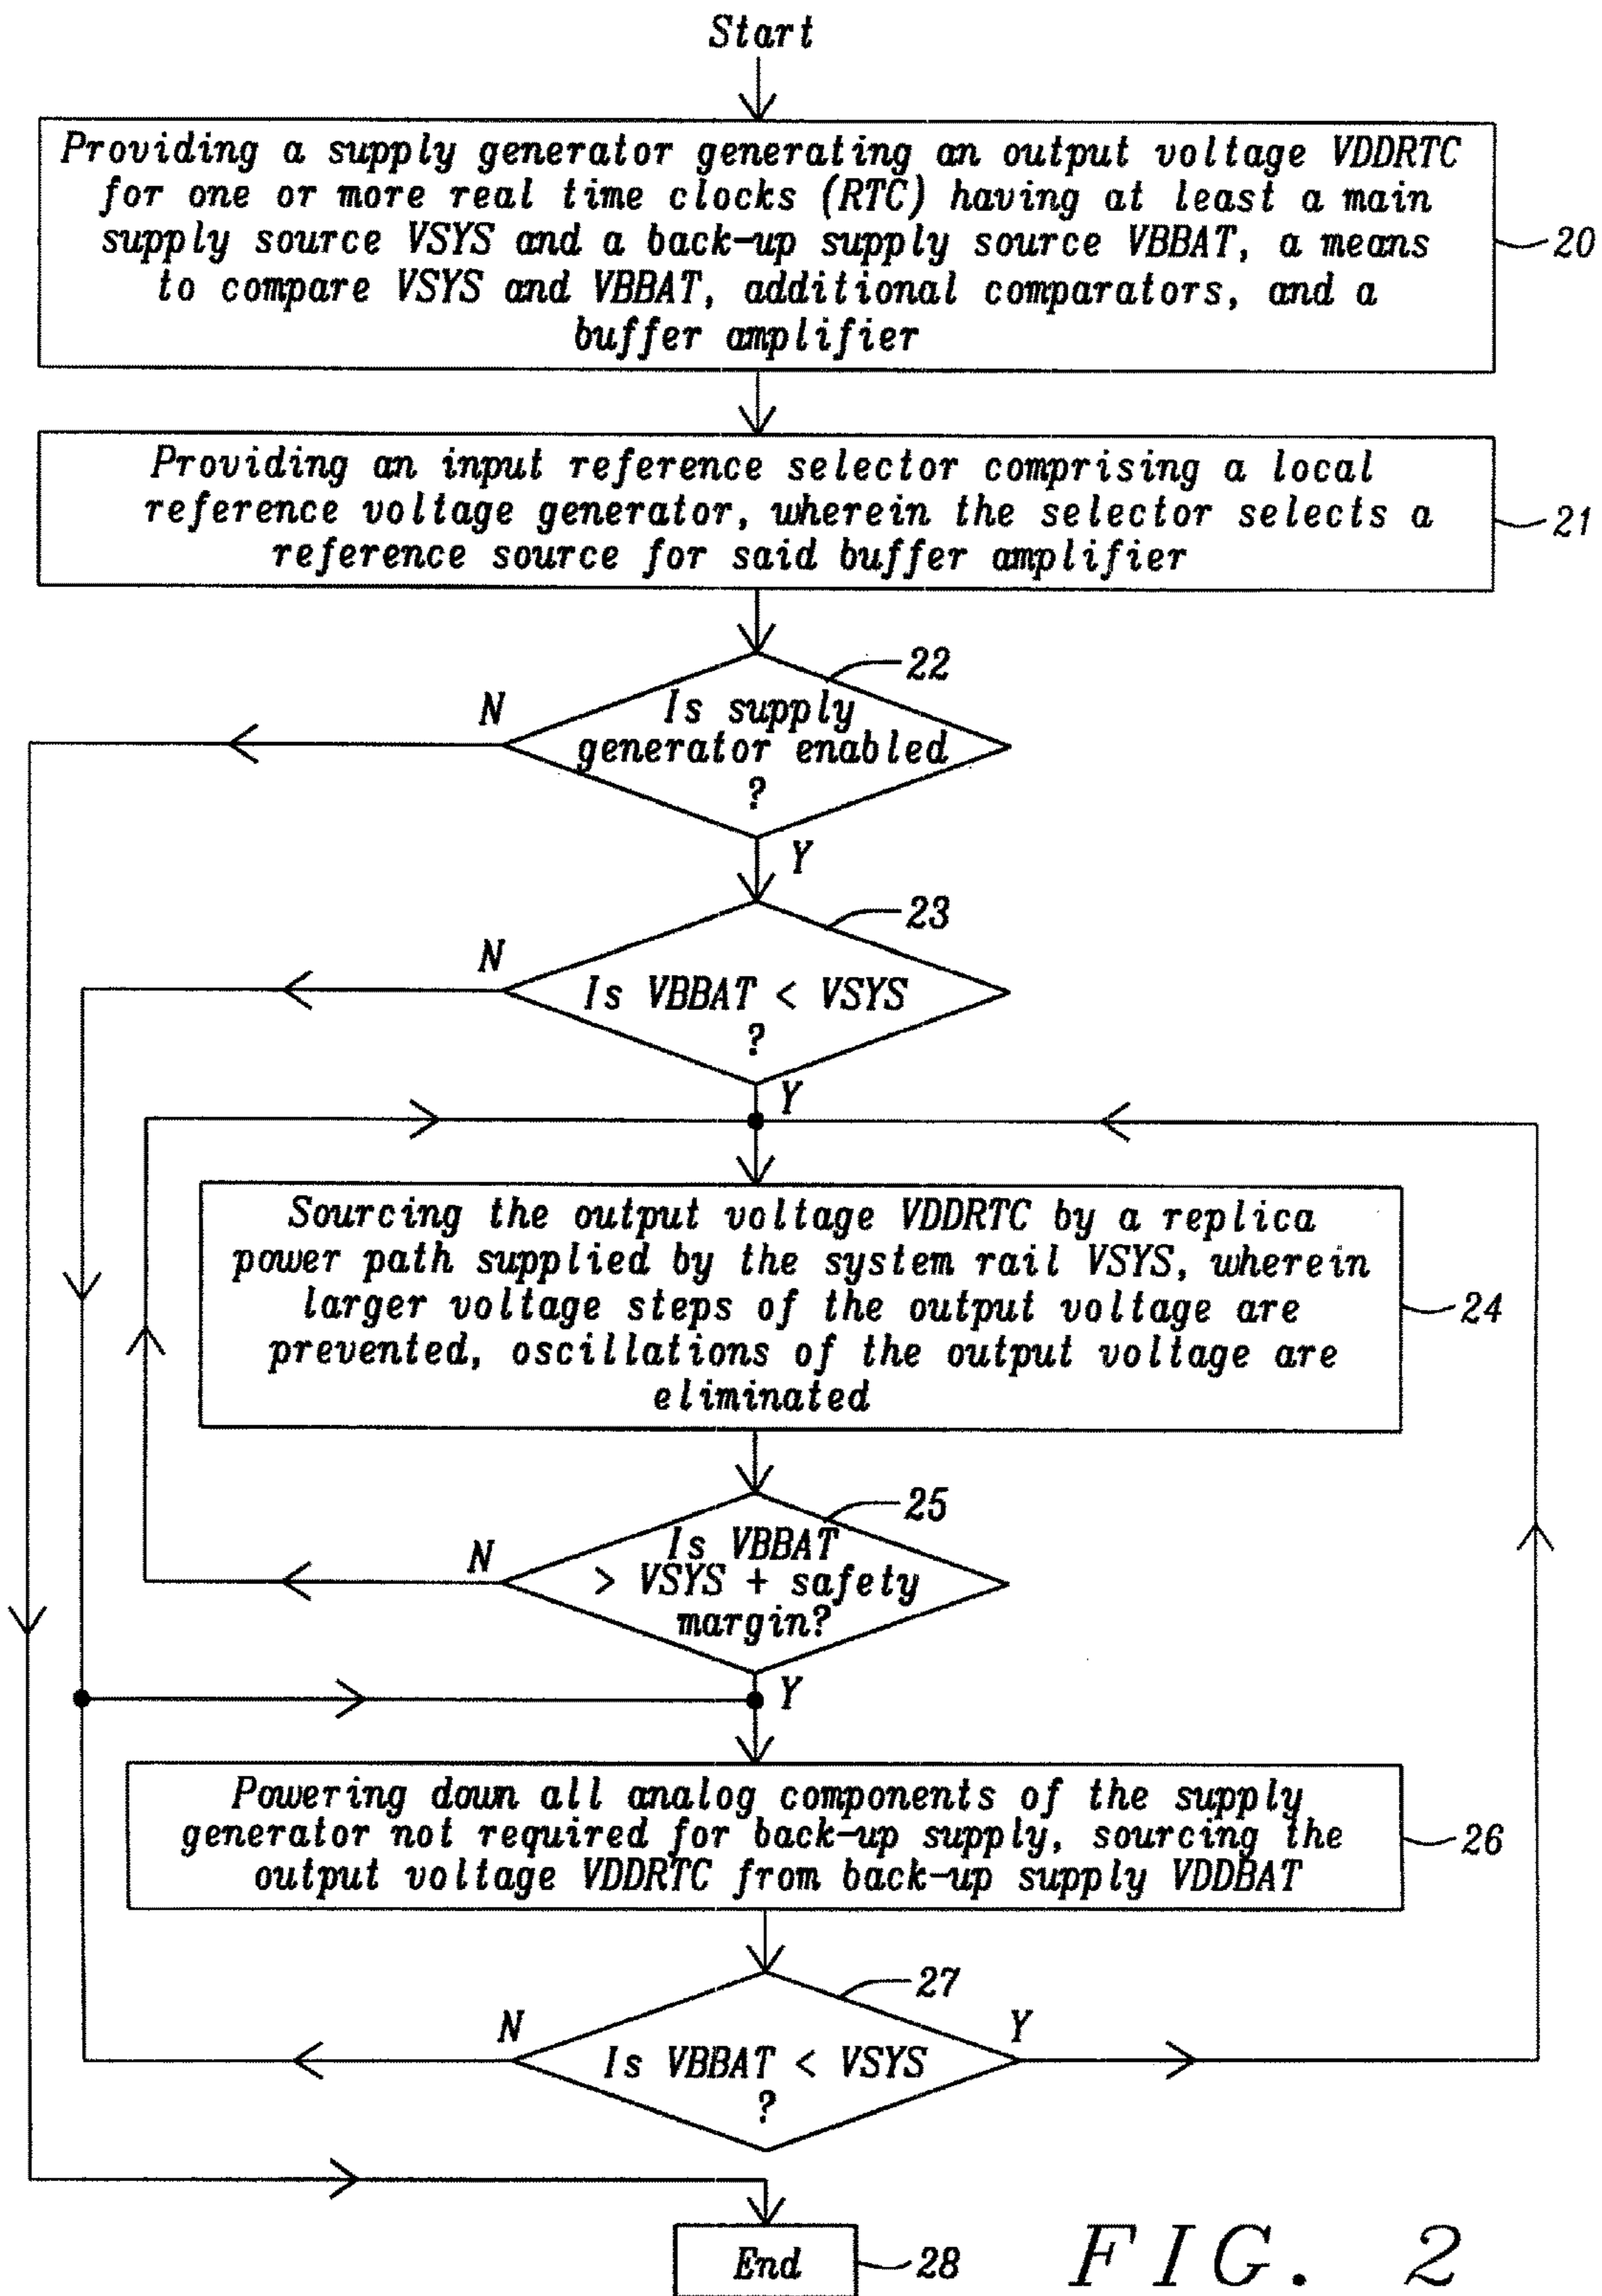 Start
Providing a supply generator generating an output voltage VDDRTC
for one or more real time clocks (RTC) having at least a main
supply source VSYS and a back-up supply source VBBAT, a means
to compare VSYS and VBBAT, additional comparators, and a
buffer amplifier
20
Providing an input reference selector comprising a local
reference voltage generator, wherein the selector selects a
reference source for said buffer amplifier
21
22
N
Is supply
generator enabled
?
Y
23
N
Is VBBAT < VSYS
?
Y
Sourcing the output voltage VDDRTC by a replica
power path supplied by the system rail VSYS, wherein
larger voltage steps of the output voltage are
prevented, oscillations of the output voltage are
eliminated
24
25
N
Is VBBAT
> VSYS + safety
margin?
Y
Powering down all analog components of the supply
generator not required for back-up supply, sourcing the
output voltage VDDRTC from back-up supply VDDBAT
26
27
N
Y
Is VBBAT < VSYS
?
End
28
FIG. 2